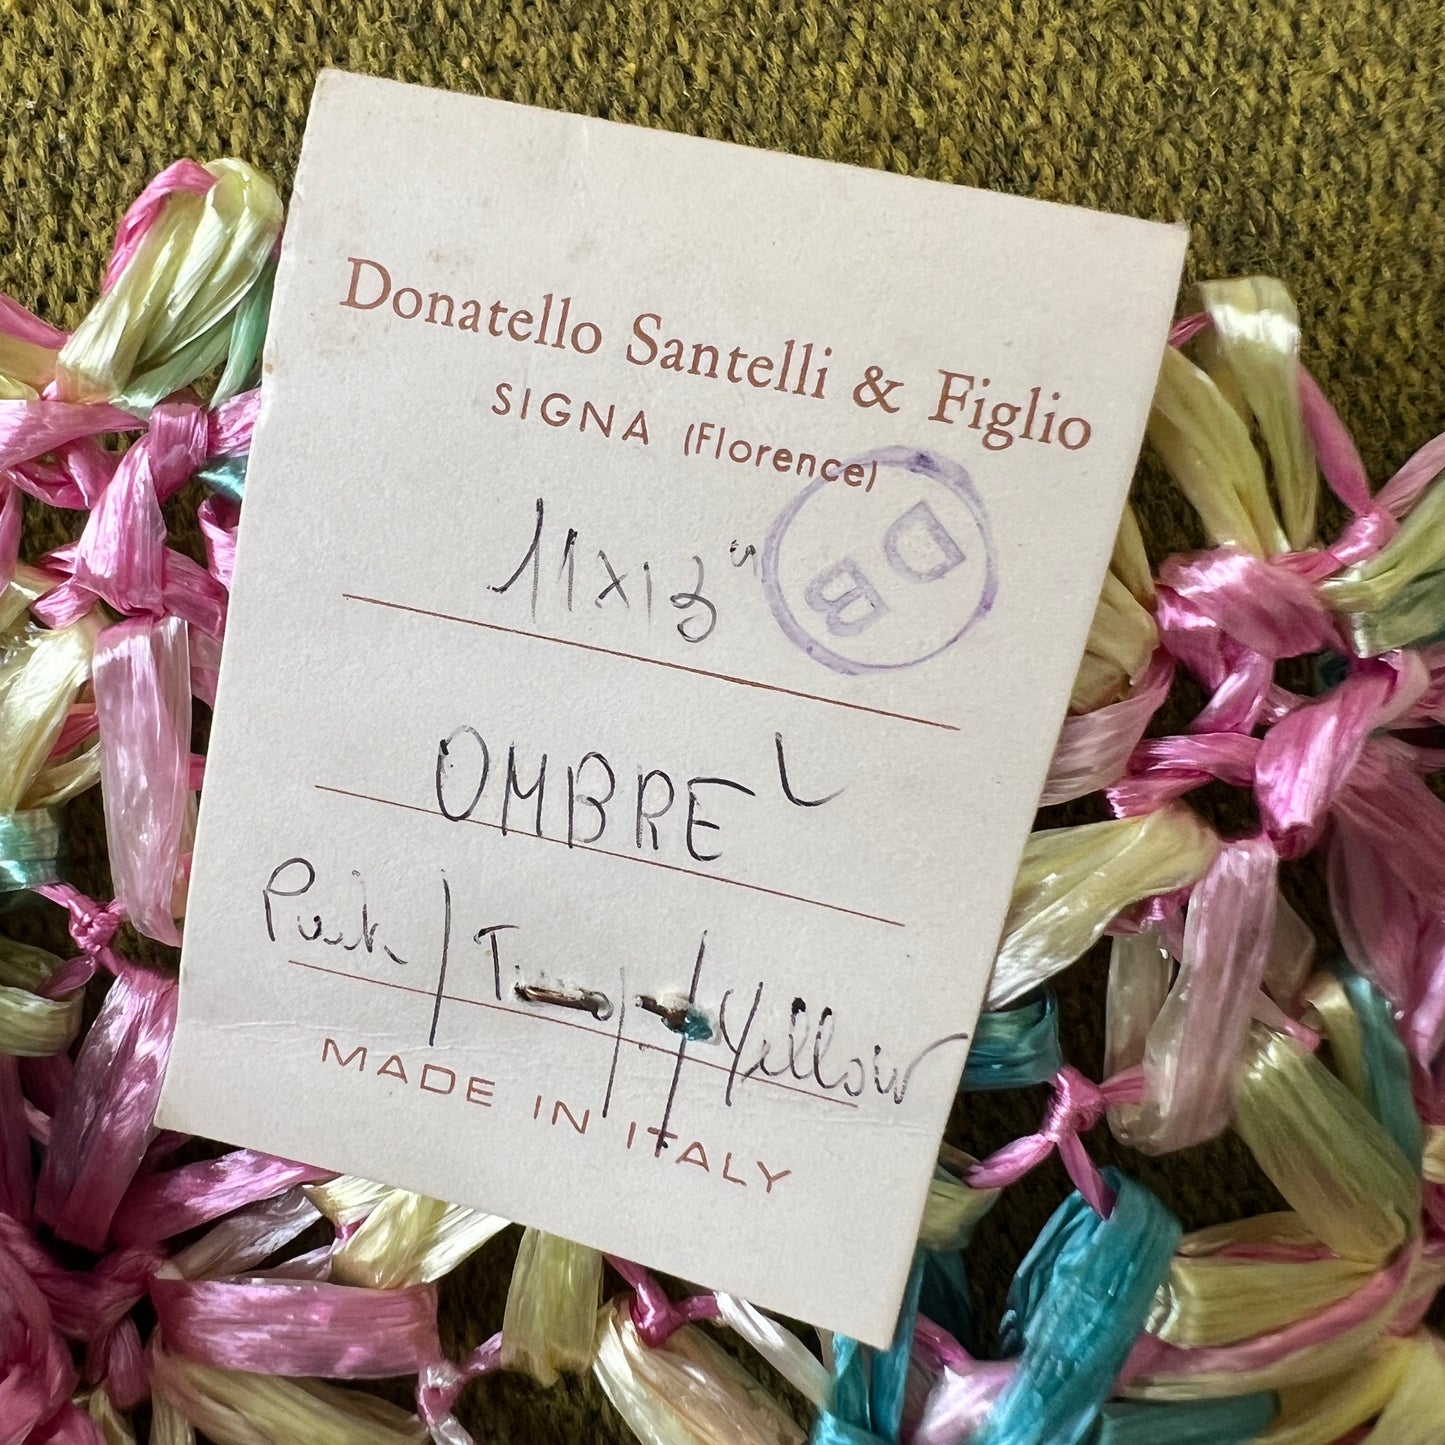 Donatello Santelli & Figlio
SIGNA (Florence)
11x13"
DB
OMBRE L
Pink / / Yellow
MADE IN ITALY